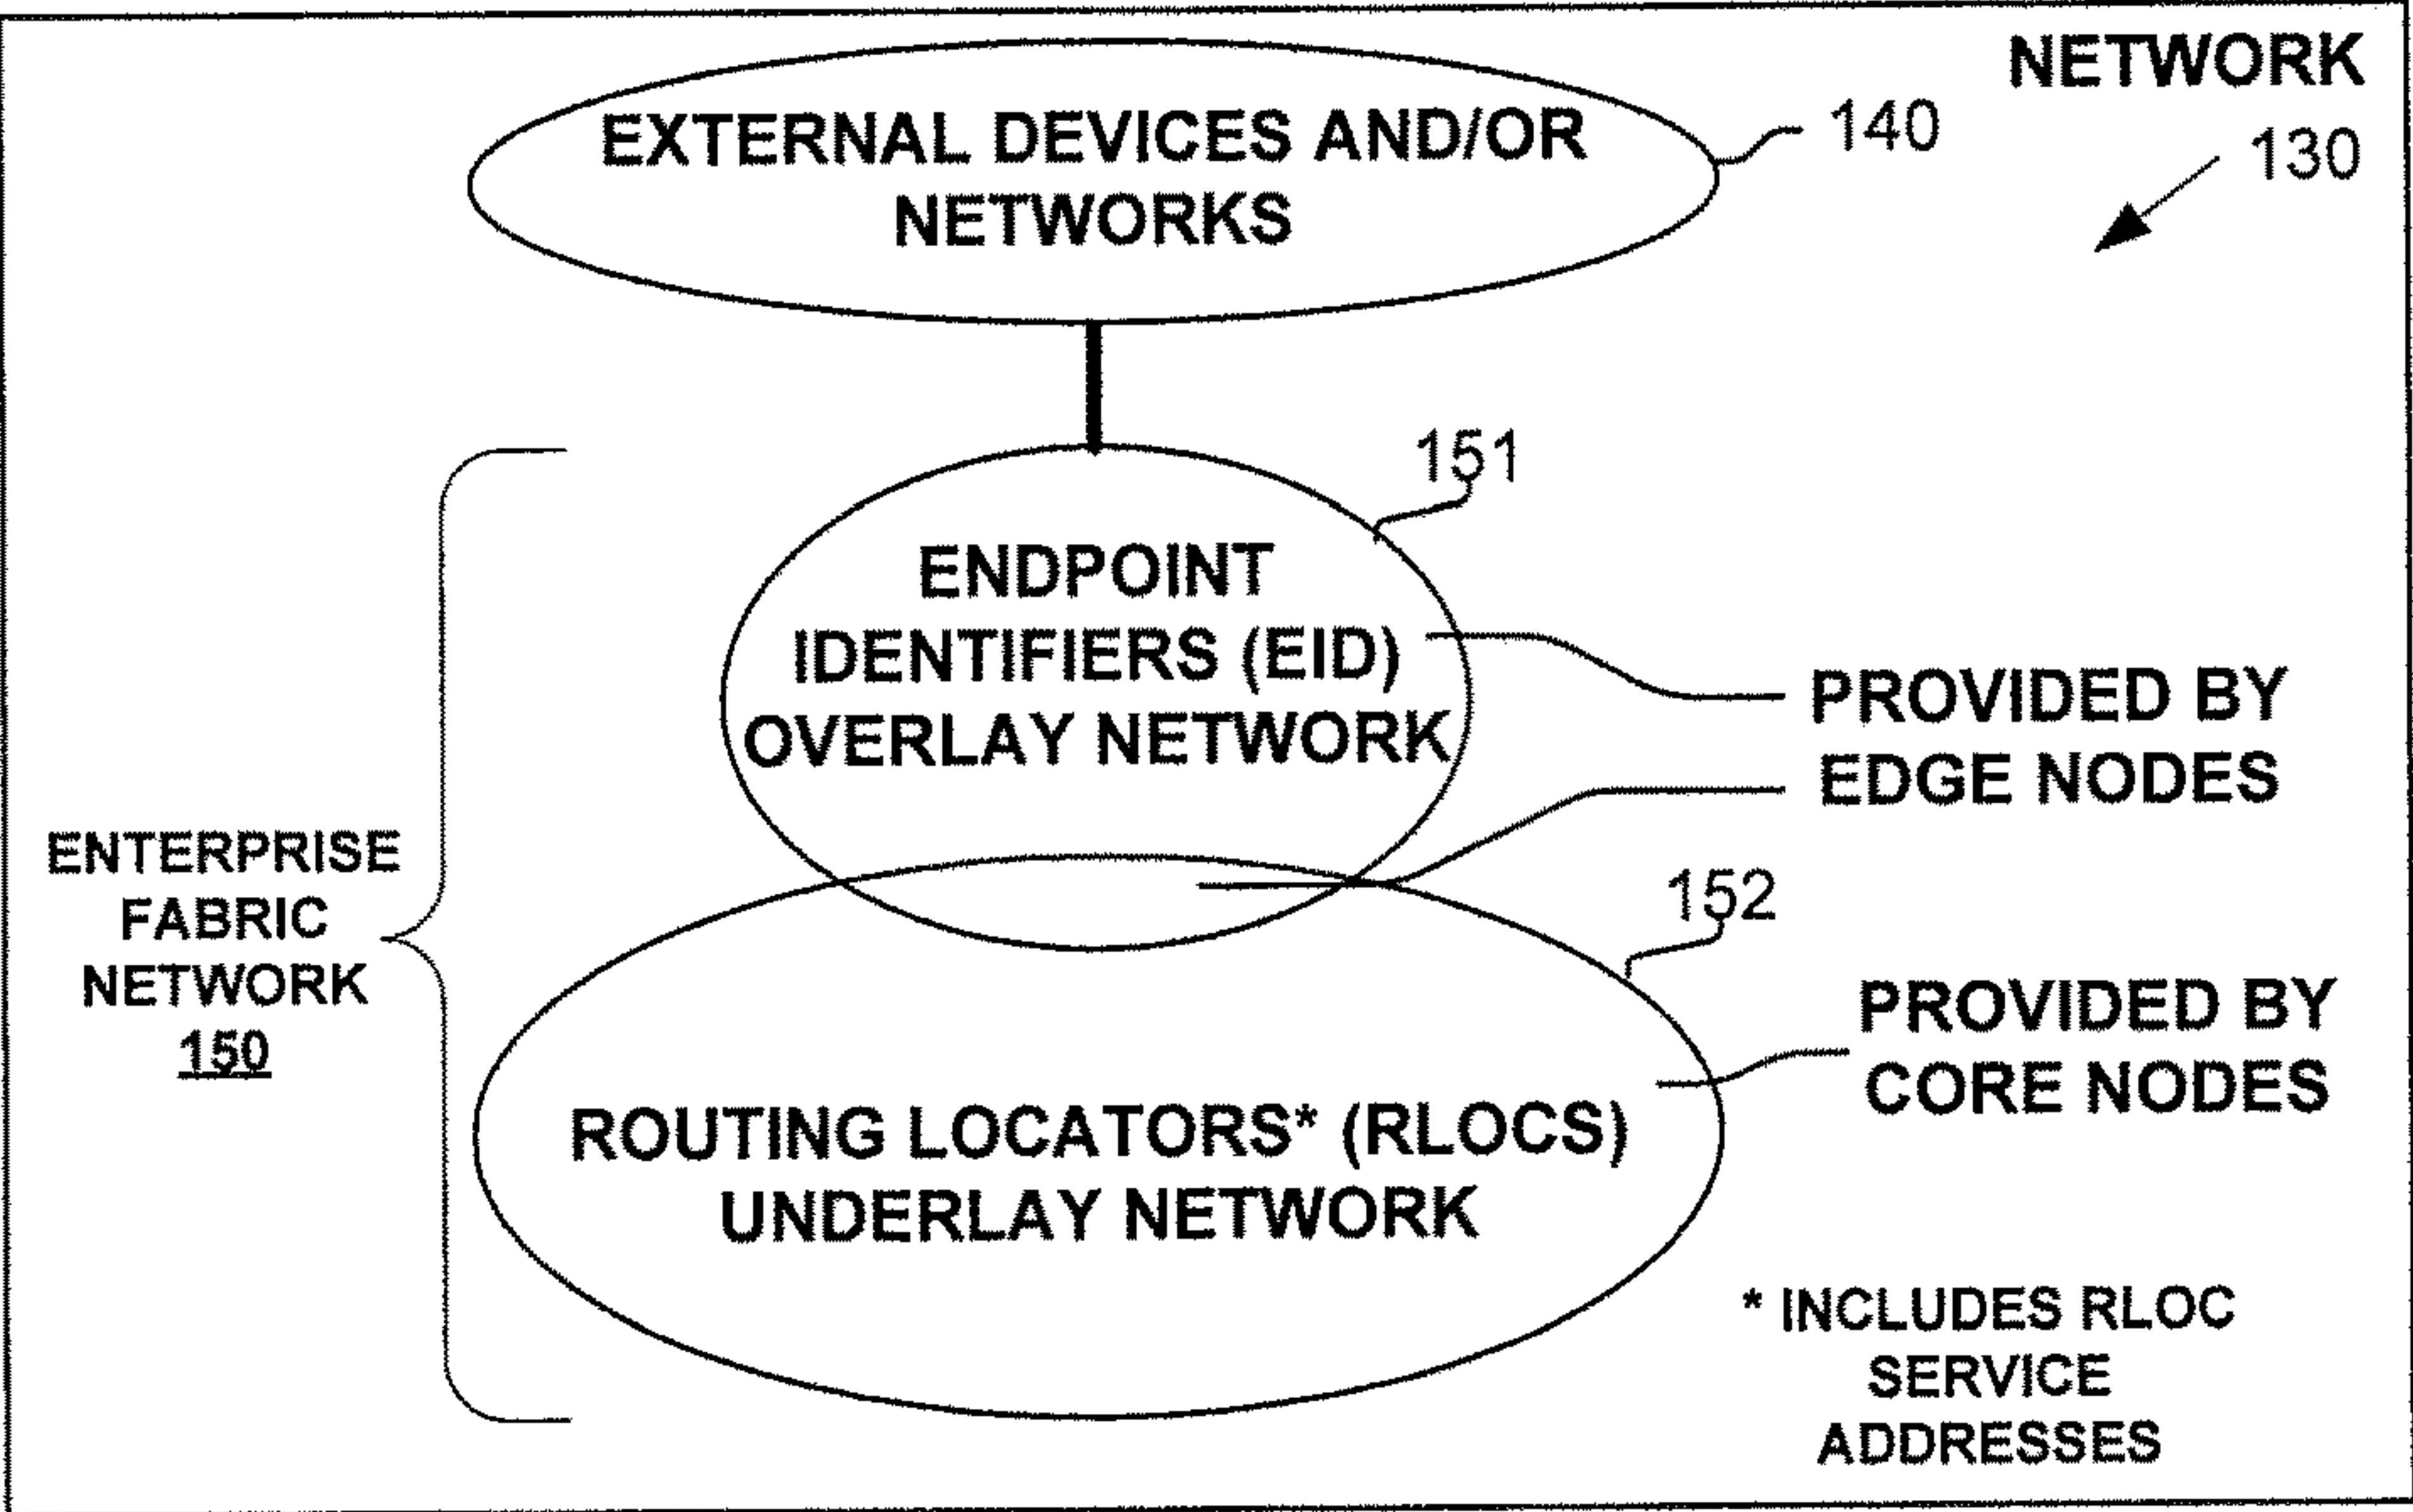 NETWORK
130
EXTERNAL DEVICES AND/OR
NETWORKS
140
151
ENDPOINT
IDENTIFIERS (EID)
OVERLAY NETWORK
PROVIDED BY
EDGE NODES
ENTERPRISE
FABRIC
NETWORK
150
152
PROVIDED BY
CORE NODES
ROUTING LOCATORS* (RLOCS)
UNDERLAY NETWORK
* INCLUDES RLOC
SERVICE
ADDRESSES